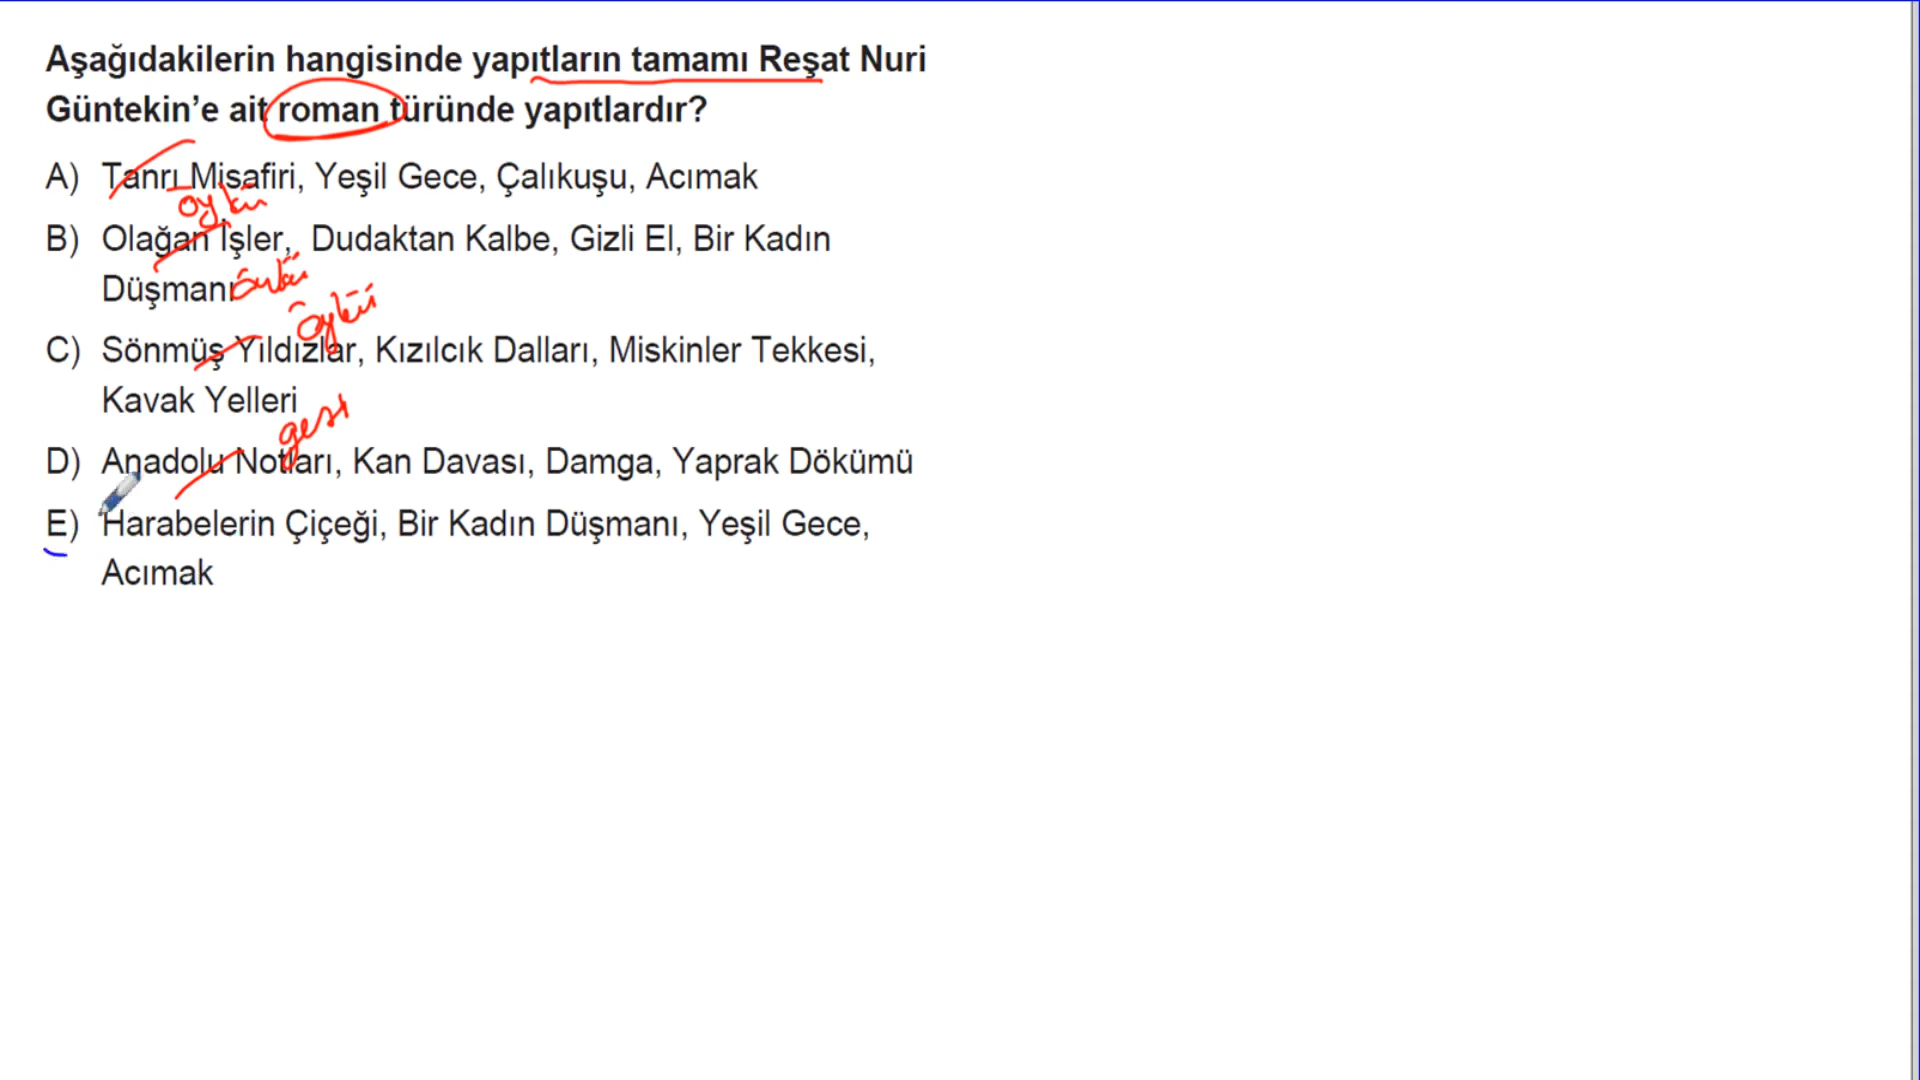 Aşağıdakilerin hangisinde yapıtların tamamı Reşat Nuri
Güntekin’e ait roman türünde yapıtlardır?
A) Tanrı Misafiri, Yeşil Gece, Çalıkuşu, Acımak
öykü
B) Olağan İşler, Dudaktan Kalbe, Gizli El, Bir Kadın
Düşmanı öykü
öykü
C) Sönmüş Yıldızlar, Kızılcık Dalları, Miskinler Tekkesi,
Kavak Yelleri
gezi
D) Anadolu Notları, Kan Davası, Damga, Yaprak Dökümü
E) Harabelerin Çiçeği, Bir Kadın Düşmanı, Yeşil Gece,
Acımak